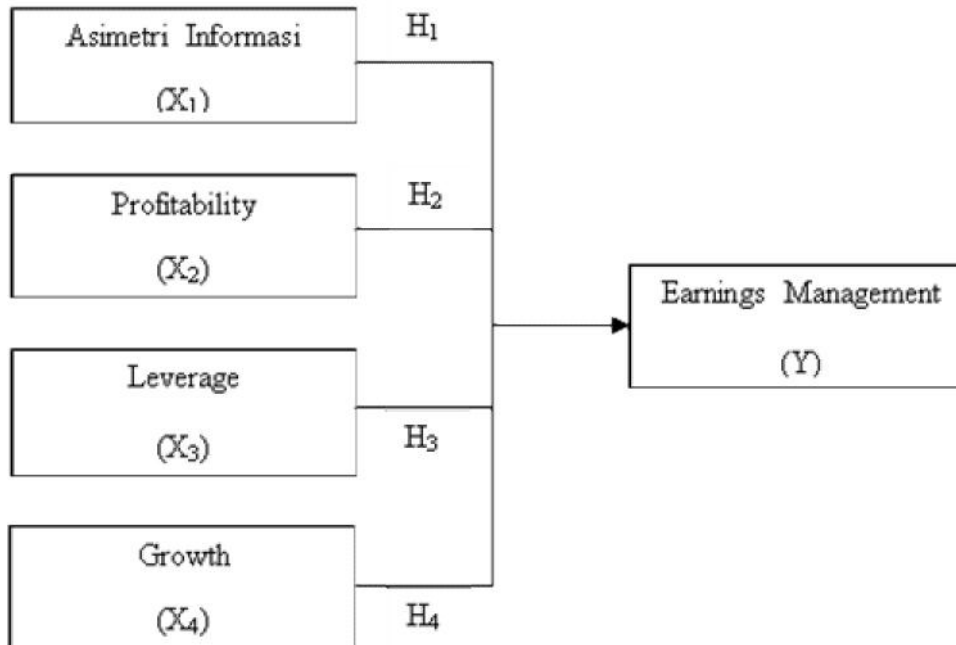 Asimetri Informasi
(X₁)
H₁
Profitability
(X₂)
H₂
Leverage
(X₃)
H₃
Growth
(X₄)
H₄
Earnings Management
(Y)